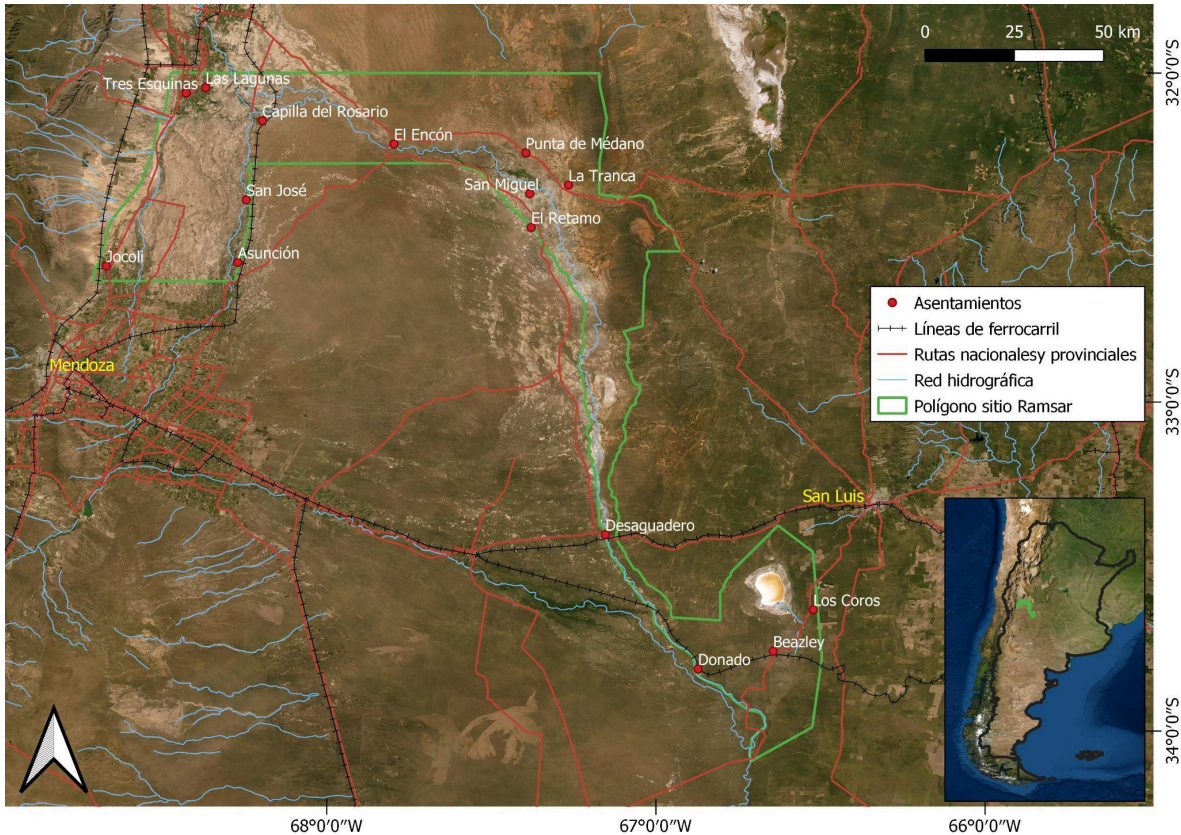 0 25 50 km
32°0'0"S
Tres Esquinas
Las Lagunas
Capilla del Rosario
El Encón
Punta de Médano
La Tranca
San Miguel
San José
El Retamo
Asunción
Jocoli
Asentamientos
Líneas de ferrocarril
Rutas nacionalesy provinciales
Red hidrográfica
Polígono sitio Ramsar
Mendoza
33°0'0"S
San Luis
Desaguadero
Los Coros
Beazley
Donado
34°0'0"S
68°0'0"W
67°0'0"W
66°0'0"W